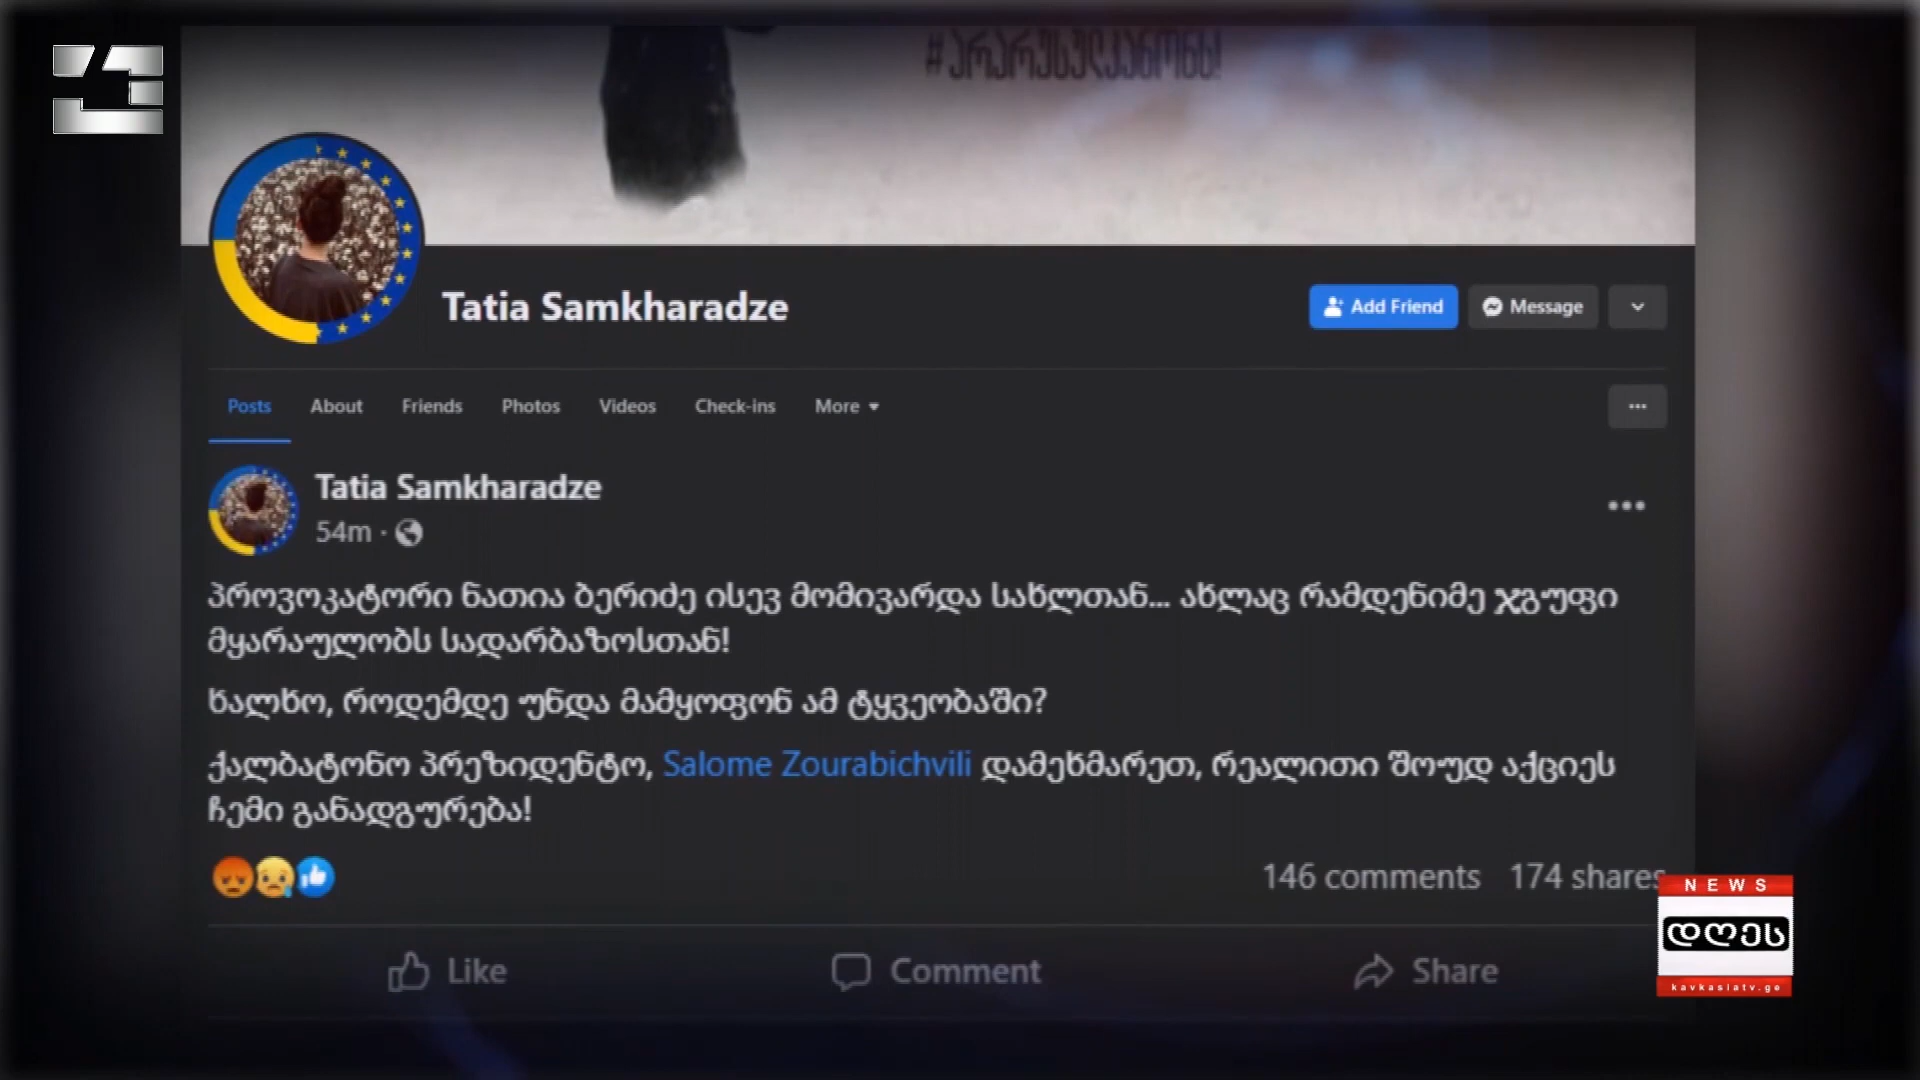 #არარუსულკანონს!
Tatia Samkharadze
Add Friend
Message
Posts
About
Friends
Photos
Videos
Check-ins
More
Tatia Samkharadze
54m ·
პროვოკატორი ნათია ბერიძე ისევ მომივარდა სახლთან... ახლაც რამდენიმე ჯგუფი
მყარაულობს სადარბაზოსთან!
ხალხო, როდემდე უნდა მამყოფონ ამ ტყვეობაში?
ქალბატონო პრეზიდენტო, Salome Zourabichvili დამეხმარეთ, რეალითი შოუდ აქციეს
ჩემი განადგურება!
146 comments 174 shares
Like
Comment
Share
NEWS
დღეს
kavkasiatv.ge